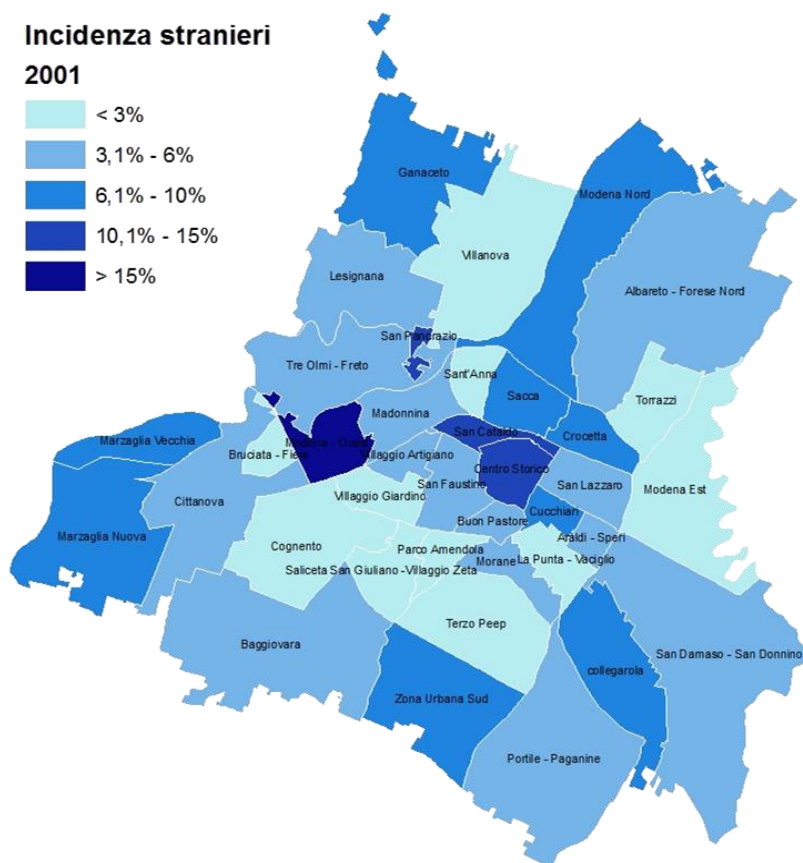 Incidenza stranieri
2001
< 3%
3,1% - 6%
6,1% - 10%
10,1% - 15%
> 15%
Ganaceto
Modena Nord
Villanova
Lesignana
Albareto - Forese Nord
San Pancrazio
Tre Olmi - Freto
Sant'Anna
Sacca
Torrazzi
Madonnina
San Cataldo
Crocetta
Marzaglia Vecchia
Modena - Ovest
Bruciata - Fiera
Villaggio Artigiano
Centro Storico
San Faustino
San Lazzaro
Modena Est
Villaggio Giardino
Cittanova
Cucchiari
Buon Pastore
Marzaglia Nuova
Araldi - Speri
Cognento
Parco Amendola
La Punta - Vaciglio
Morane
Saliceta San Giuliano - Villaggio Zeta
Terzo Peep
Baggiovara
San Damaso - San Donnino
collegarola
Zona Urbana Sud
Portile - Paganine